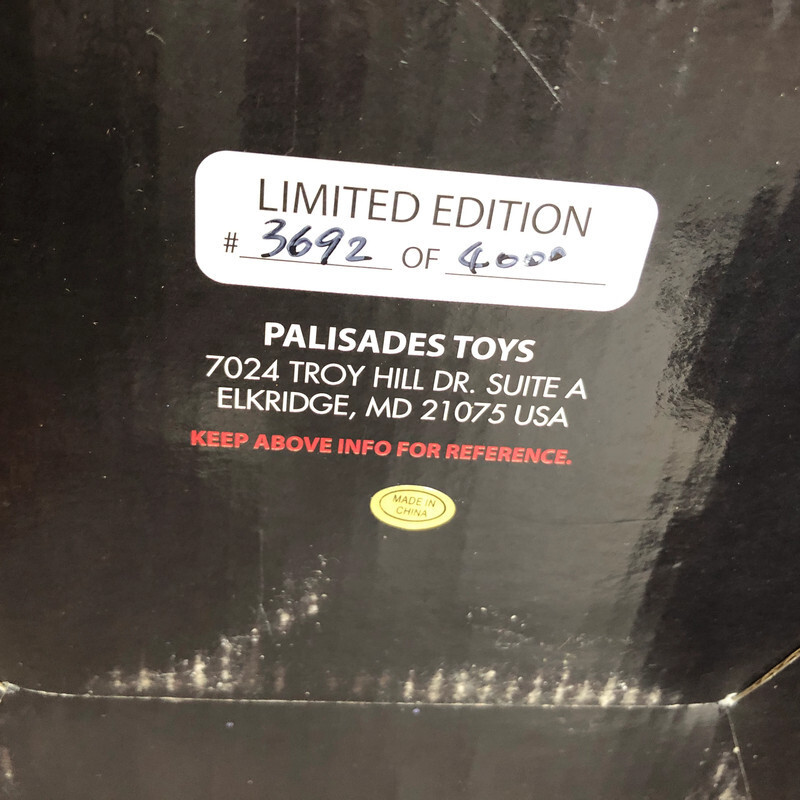 LIMITED EDITION
# 3692 OF 4000
PALISADES TOYS
7024 TROY HILL DR. SUITE A
ELKRIDGE, MD 21075 USA
KEEP ABOVE INFO FOR REFERENCE.
MADE IN
CHINA